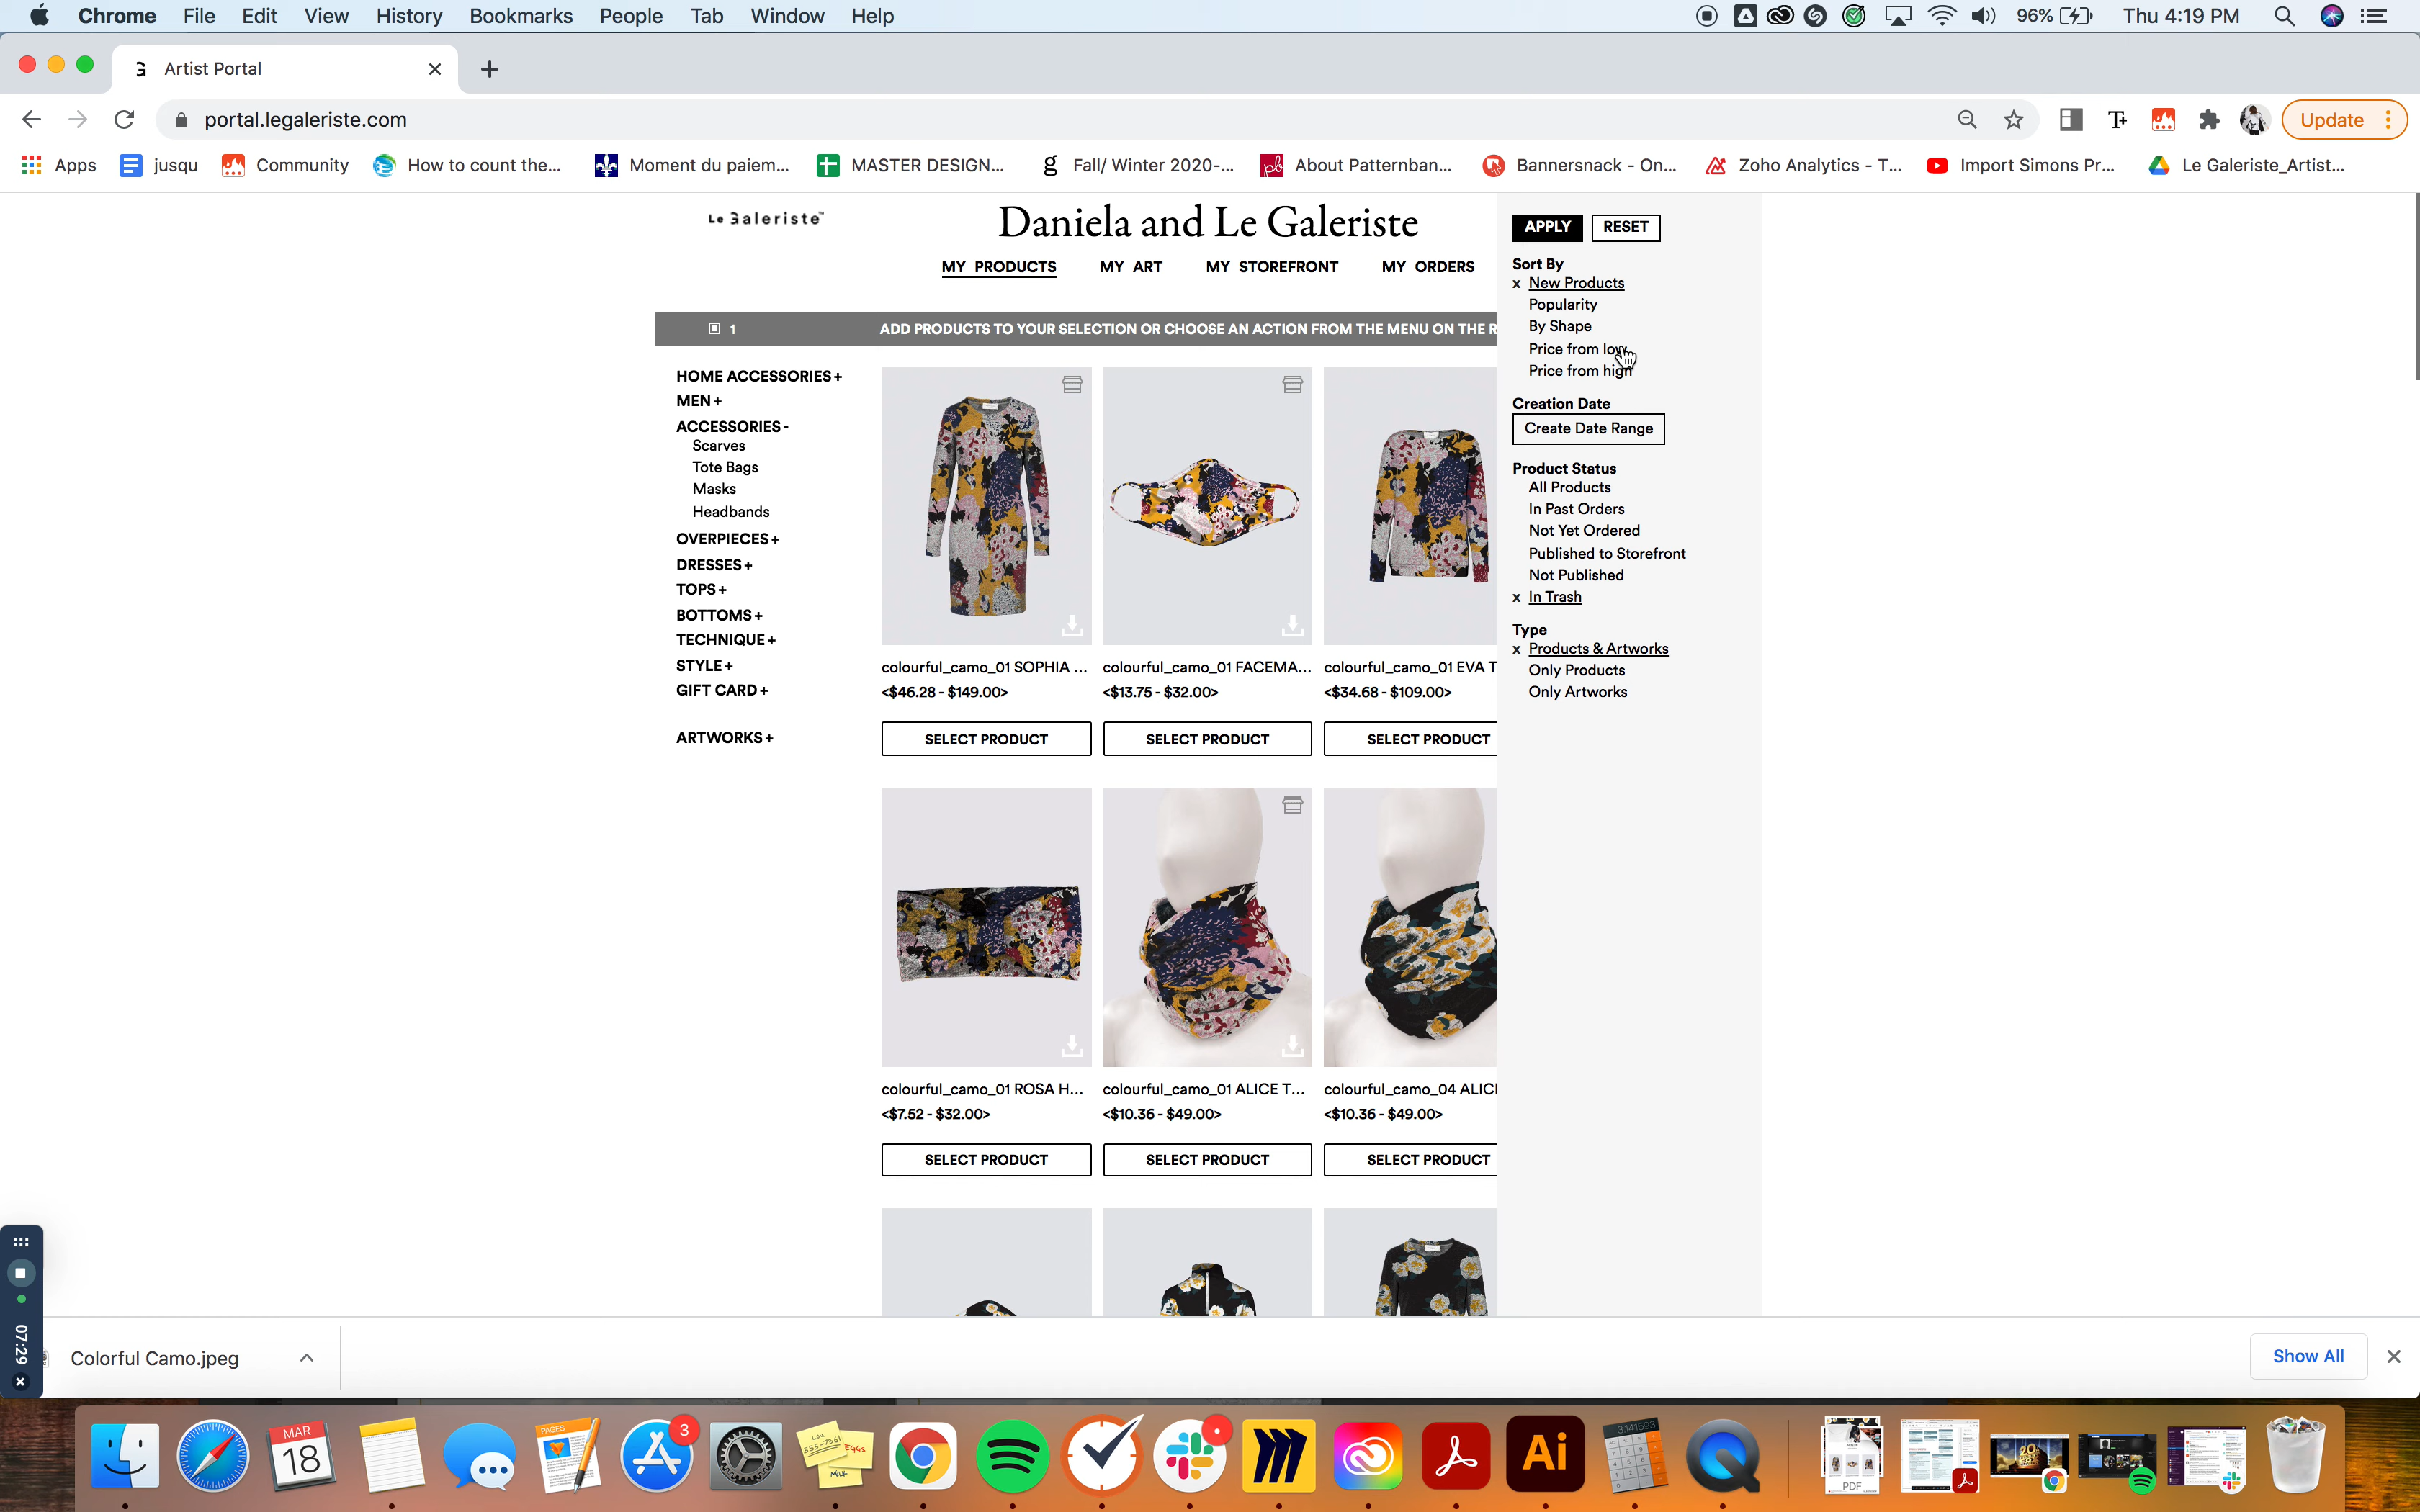 Chrome File Edit View History Bookmarks People Tab Window Help 96% Thu 4:19 PM
Artist Portal
portal.legaleriste.com Update
Apps jusqu Community How to count the... Moment du paiem... MASTER DESIGN... Fall/ Winter 2020-... About Patternban... Bannersnack - On... Zoho Analytics - T... Import Simons Pr... Le Galeriste_Artist...
Le Galeriste™ Daniela and Le Galeriste
MY PRODUCTS MY ART MY STOREFRONT MY ORDERS
1 ADD PRODUCTS TO YOUR SELECTION OR CHOOSE AN ACTION FROM THE MENU ON THE R
HOME ACCESSORIES+
MEN+
ACCESSORIES-
Scarves
Tote Bags
Masks
Headbands
OVERPIECES+
DRESSES+
TOPS+
BOTTOMS+
TECHNIQUE+
STYLE+
GIFT CARD+
ARTWORKS+
colourful_camo_01 SOPHIA ... colourful_camo_01 FACEMA... colourful_camo_01 EVA T
<$46.28 - $149.00> <$13.75 - $32.00> <$34.68 - $109.00>
SELECT PRODUCT SELECT PRODUCT SELECT PRODUCT
colourful_camo_01 ROSA H... colourful_camo_01 ALICE T... colourful_camo_04 ALICI
<$7.52 - $32.00> <$10.36 - $49.00> <$10.36 - $49.00>
SELECT PRODUCT SELECT PRODUCT SELECT PRODUCT
APPLY RESET
Sort By
x New Products
Popularity
By Shape
Price from low
Price from high
Creation Date
Create Date Range
Product Status
All Products
In Past Orders
Not Yet Ordered
Published to Storefront
Not Published
x In Trash
Type
x Products & Artworks
Only Products
Only Artworks
07:29
Colorful Camo.jpeg Show All
MAR
18
PAGES
3
EGGS
MILK
Ai
3.141593
PDF